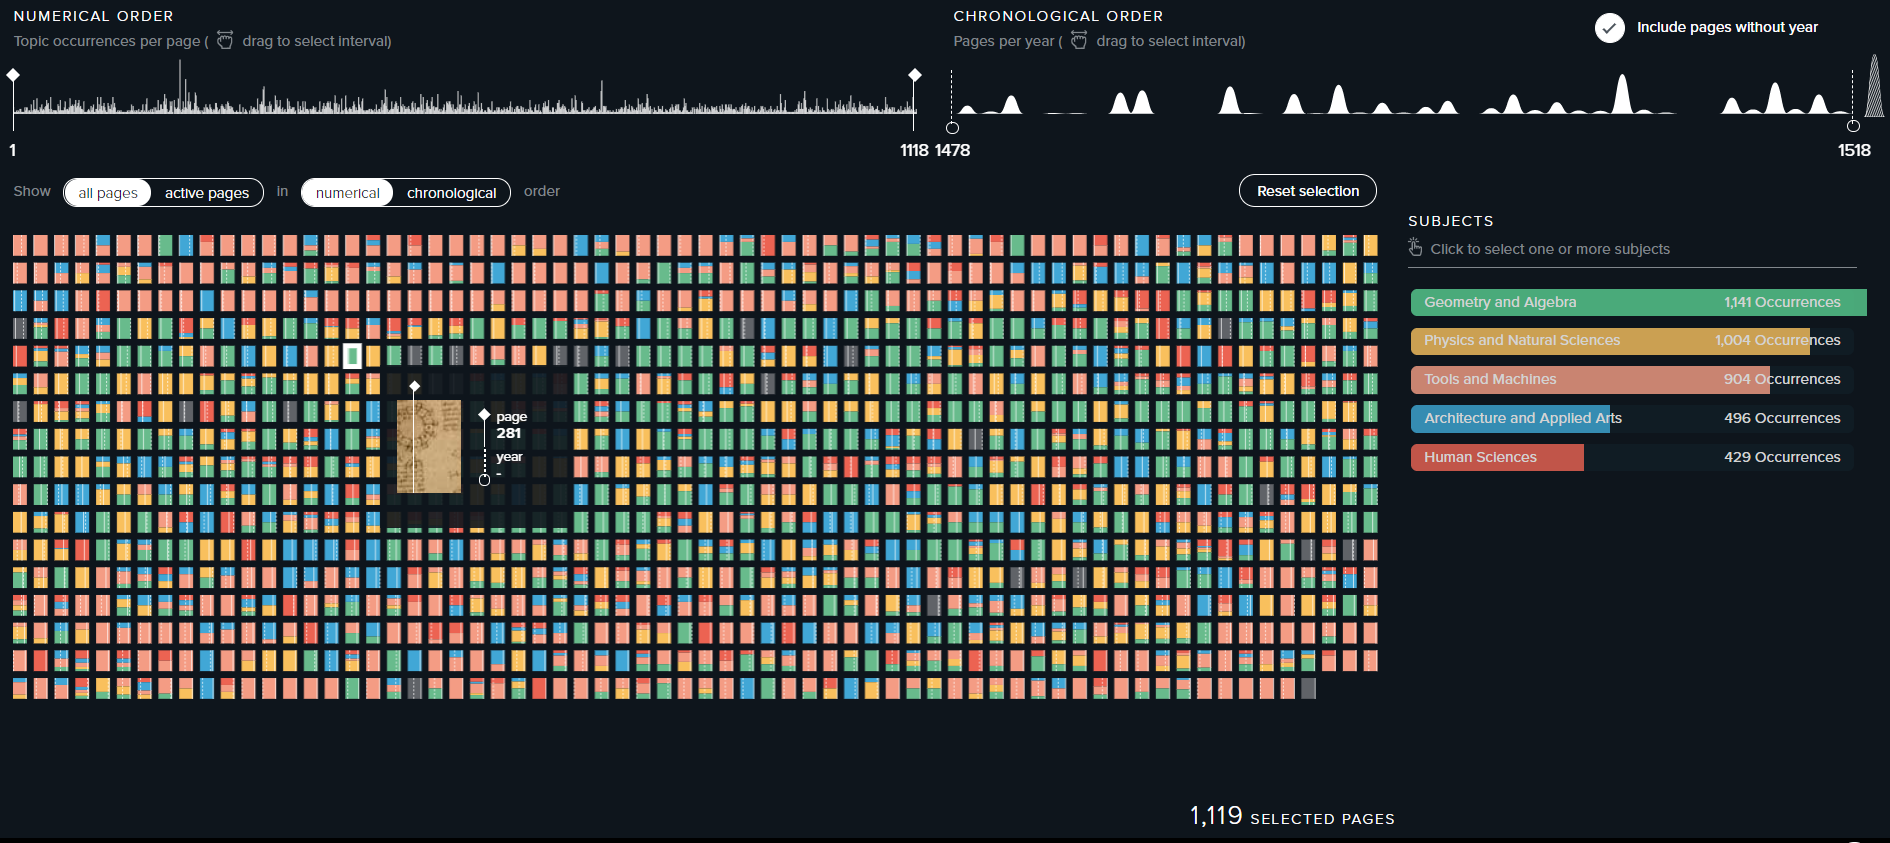 NUMERICAL ORDER
Topic occurrences per page ( drag to select interval)
1
1118
CHRONOLOGICAL ORDER
Pages per year ( drag to select interval)
Include pages without year
1478
1518
Show all pages active pages in numerical chronological order
Reset selection
SUBJECTS
Click to select one or more subjects
Geometry and Algebra 1,141 Occurrences
Physics and Natural Sciences 1,004 Occurrences
Tools and Machines 904 Occurrences
Architecture and Applied Arts 496 Occurrences
Human Sciences 429 Occurrences
page
281
year
-
1,119 SELECTED PAGES